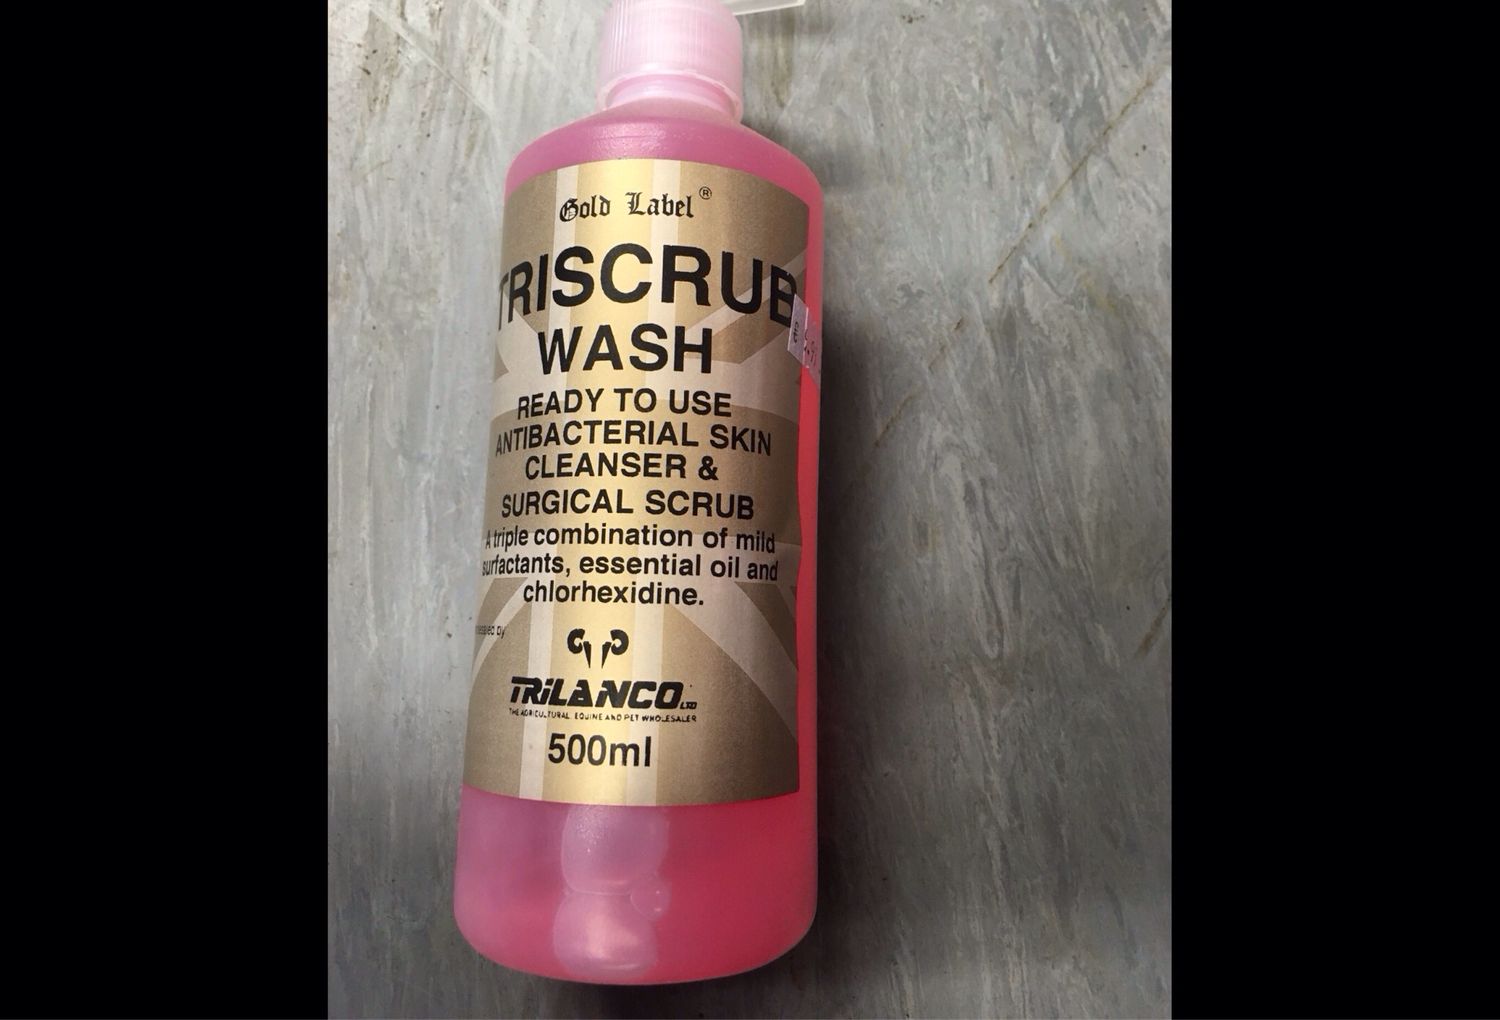 Gold Label®
TRISCRUB
WASH
READY TO USE
ANTIBACTERIAL SKIN
CLEANSER &
SURGICAL SCRUB
A triple combination of mild
surfactants, essential oil and
chlorhexidine.
by
TRiLANCO LTD
THE AGRICULTURAL EQUINE AND PET WHOLESALER
500ml